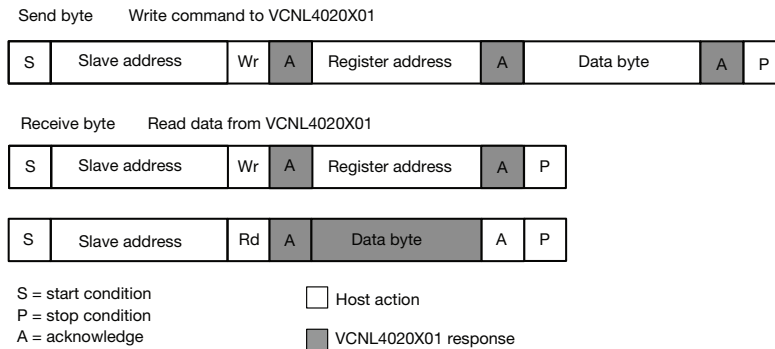 Send byte Write command to VCNL4020X01
S Slave address Wr A Register address A Data byte A P
Receive byte Read data from VCNL4020X01
S Slave address Wr A Register address A P
S Slave address Rd A Data byte A P
S = start condition
P = stop condition
A = acknowledge
Host action
VCNL4020X01 response